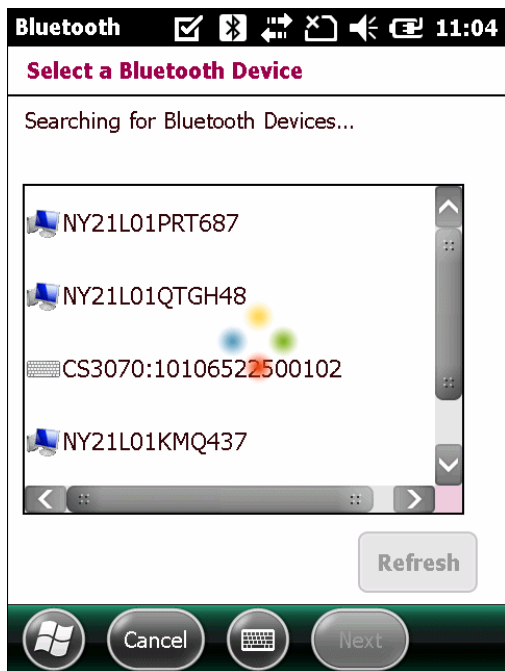 Bluetooth 11:04
Select a Bluetooth Device
Searching for Bluetooth Devices...
NY21L01PRT687
NY21L01QTGH48
CS3070:10106522500102
NY21L01KMQ437
Refresh
Cancel Next